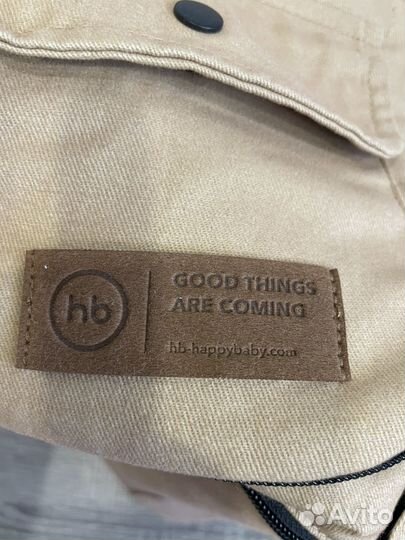 hb
GOOD THINGS
ARE COMING
hb-happybaby.com
Avito